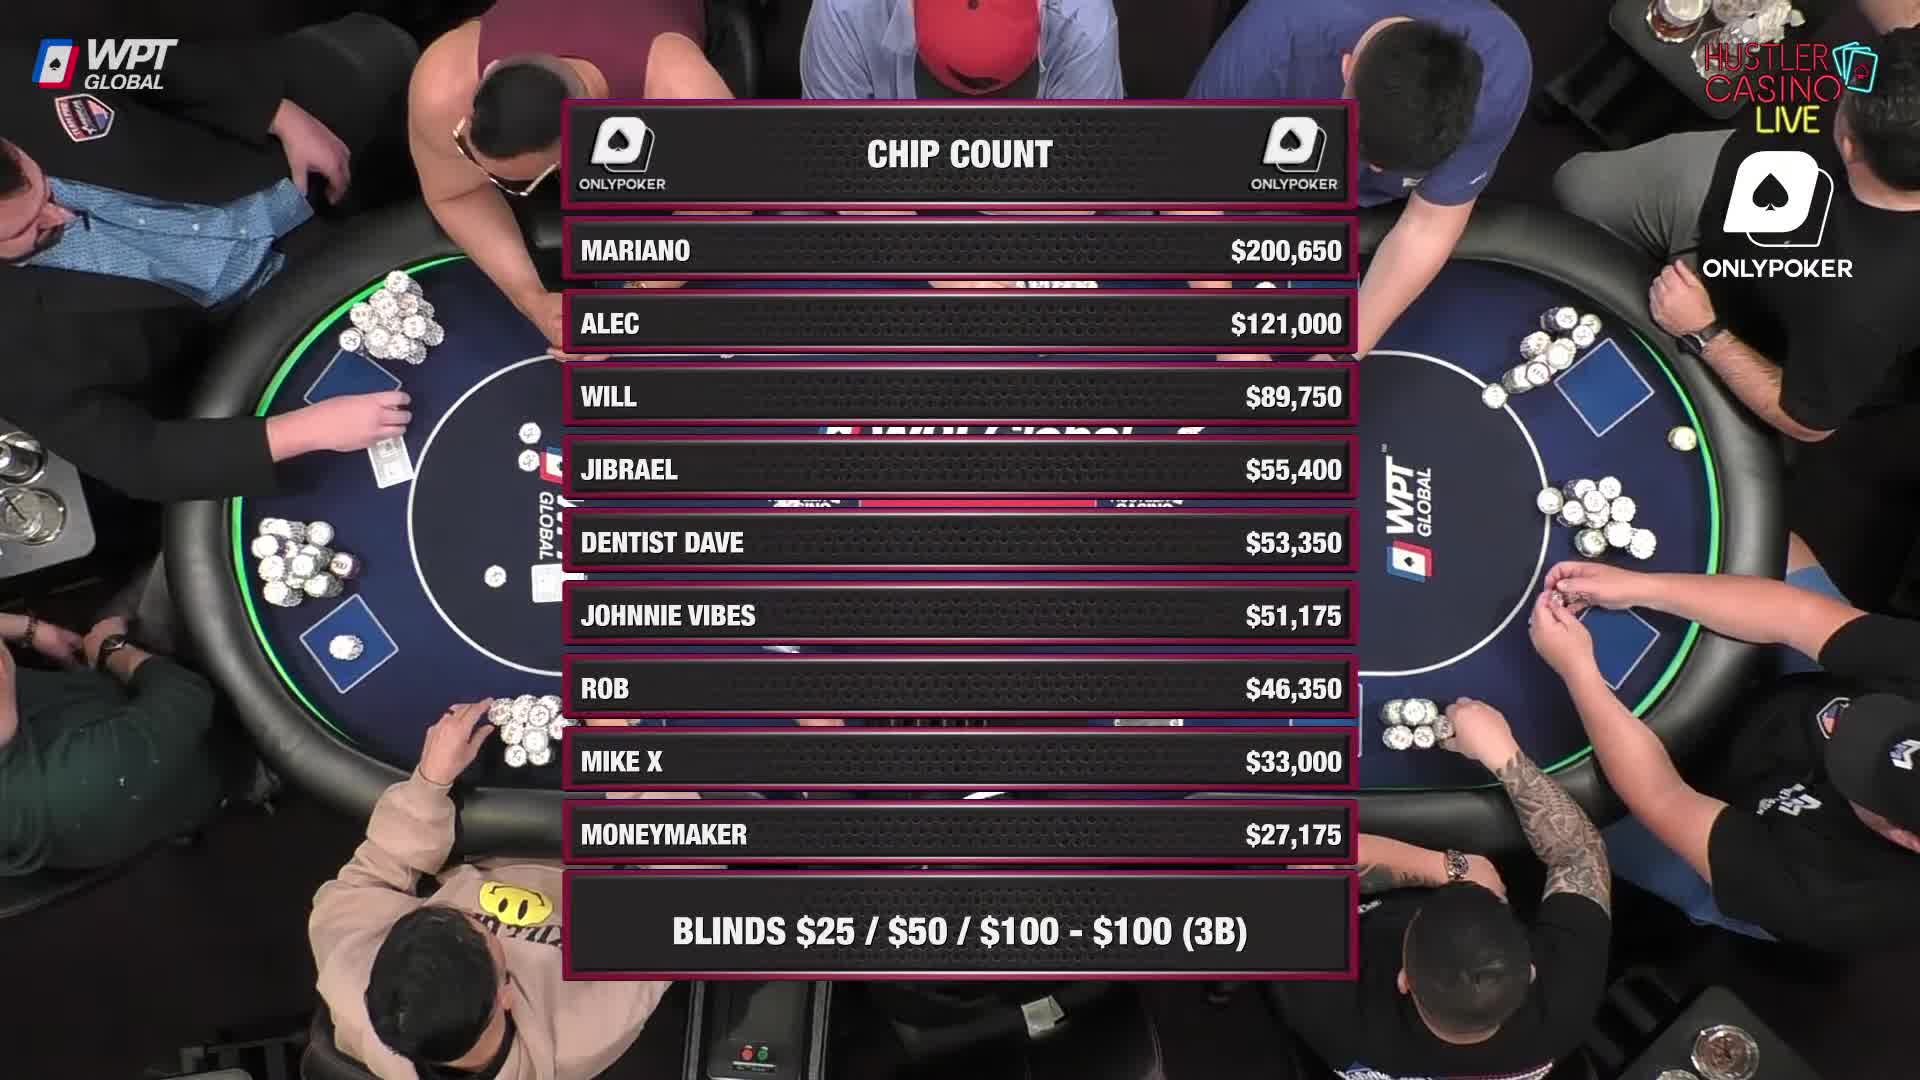 WPT
GLOBAL
HUSTLER
CASINO
LIVE
ONLYPOKER
ONLYPOKER
CHIP COUNT
ONLYPOKER
MARIANO $200,650
ALEC $121,000
WILL $89,750
JIBRAEL $55,400
DENTIST DAVE $53,350
JOHNNIE VIBES $51,175
ROB $46,350
MIKE X $33,000
MONEYMAKER $27,175
BLINDS $25 / $50 / $100 - $100 (3B)
WPT
GLOBAL
GLOBAL